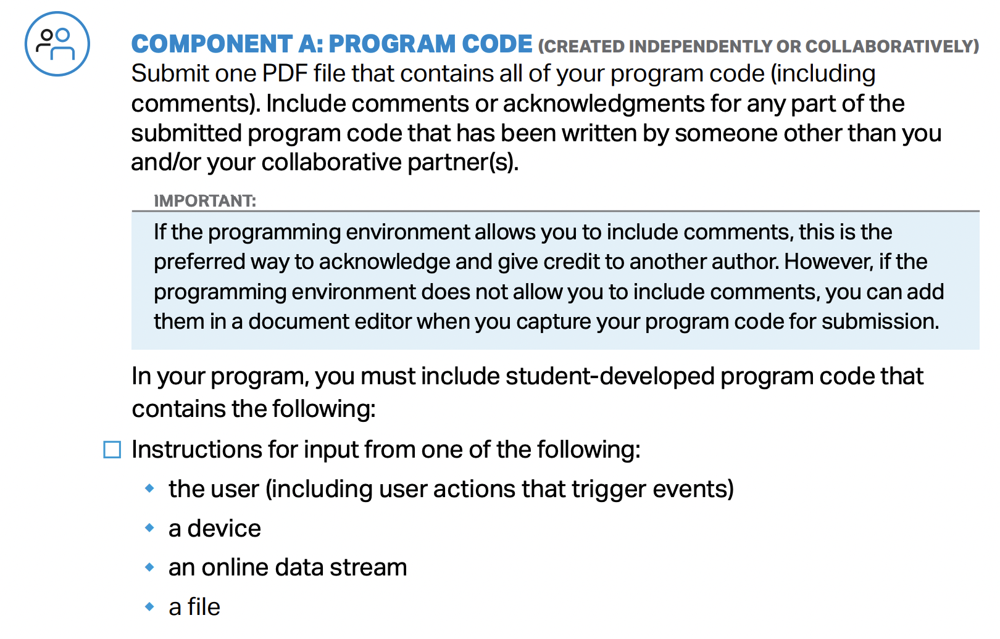 COMPONENT A: PROGRAM CODE (CREATED INDEPENDENTLY OR COLLABORATIVELY)
Submit one PDF file that contains all of your program code (including
comments). Include comments or acknowledgments for any part of the
submitted program code that has been written by someone other than you
and/or your collaborative partner(s).
IMPORTANT:
If the programming environment allows you to include comments, this is the
preferred way to acknowledge and give credit to another author. However, if the
programming environment does not allow you to include comments, you can add
them in a document editor when you capture your program code for submission.
In your program, you must include student-developed program code that
contains the following:
Instructions for input from one of the following:
the user (including user actions that trigger events)
a device
an online data stream
a file